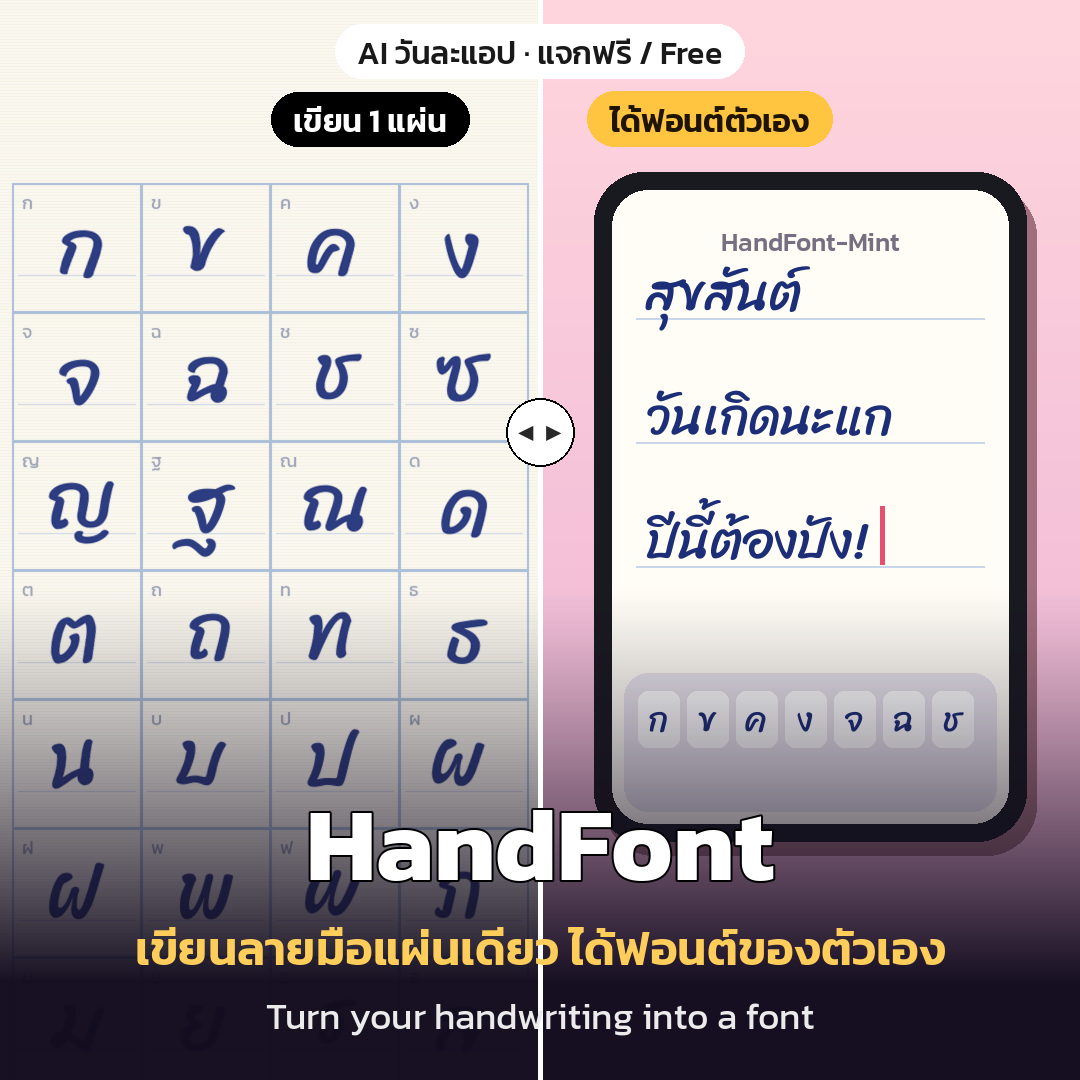 AI วันละแอป · แจกฟรี / Free
เขียน 1 แผ่น
ได้ฟอนต์ตัวเอง
ก ข ค ง
ก ข ค ง
จ ฉ ช ซ
จ ฉ ช ซ
ญ ฐ ณ ด
ญ ฐ ณ ด
ต ถ ท ธ
ต ถ ท ธ
น บ ป ผ
น บ ป ผ
ฝ พ ฟ
ฝ พ ฟ ภ
ม ย
HandFont-Mint
สุขสันต์
วันเกิดนะแก
ปีนี้ต้องปัง!
ก ข ค ง จ ฉ ช
HandFont
เขียนลายมือแผ่นเดียว ได้ฟอนต์ของตัวเอง
Turn your handwriting into a font